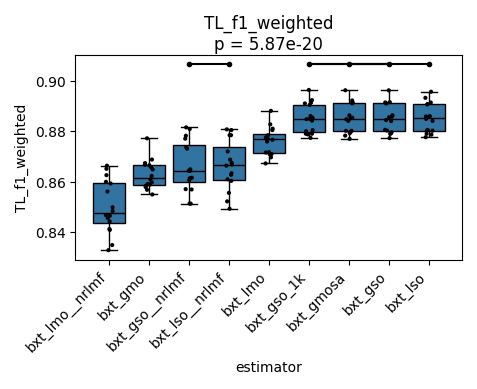 TL_f1_weighted
p = 5.87e-20
TL_f1_weighted
0.90
0.88
0.86
0.84
bxt_lmo__nrlmf
bxt_gmo
bxt_gso__nrlmf
bxt_lso__nrlmf
bxt_lmo
bxt_gso_1k
bxt_gmosa
bxt_gso
bxt_lso
estimator